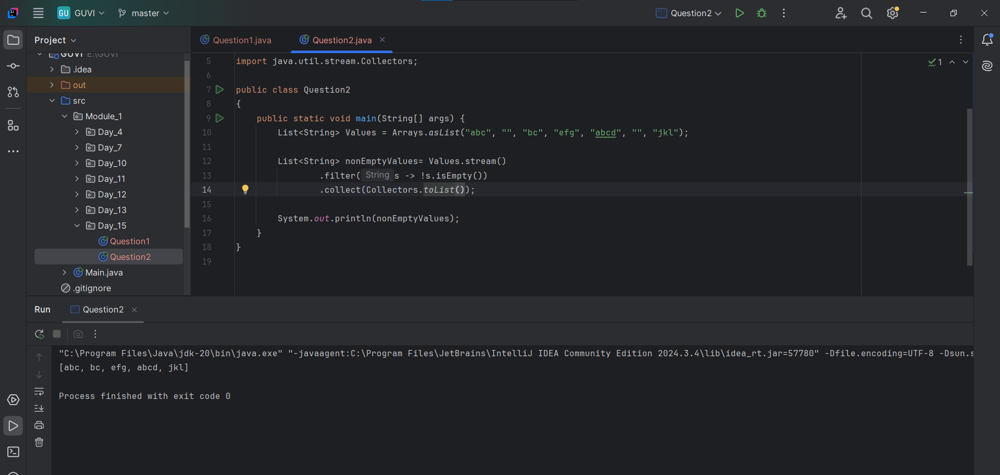 GU GUVI master Question2
Project Question1.java Question2.java
GUVI E:\GUVI
.idea
out
src
Module_1
Day_4
Day_7
Day_10
Day_11
Day_12
Day_13
Day_15
Question1
Question2
Main.java
.gitignore
1
5 import java.util.stream.Collectors;
6
7 public class Question2
8 {
9 public static void main(String[] args) {
10 List<String> Values = Arrays.asList("abc", "", "bc", "efg", "abcd", "", "jkl");
11
12 List<String> nonEmptyValues= Values.stream()
13 .filter( String s -> !s.isEmpty())
14 .collect(Collectors.toList());
15
16 System.out.println(nonEmptyValues);
17 }
18 }
19
Run Question2
"C:\Program Files\Java\jdk-20\bin\java.exe" "-javaagent:C:\Program Files\JetBrains\IntelliJ IDEA Community Edition 2024.3.4\lib\idea_rt.jar=57780" -Dfile.encoding=UTF-8 -Dsun.s
[abc, bc, efg, abcd, jkl]
Process finished with exit code 0